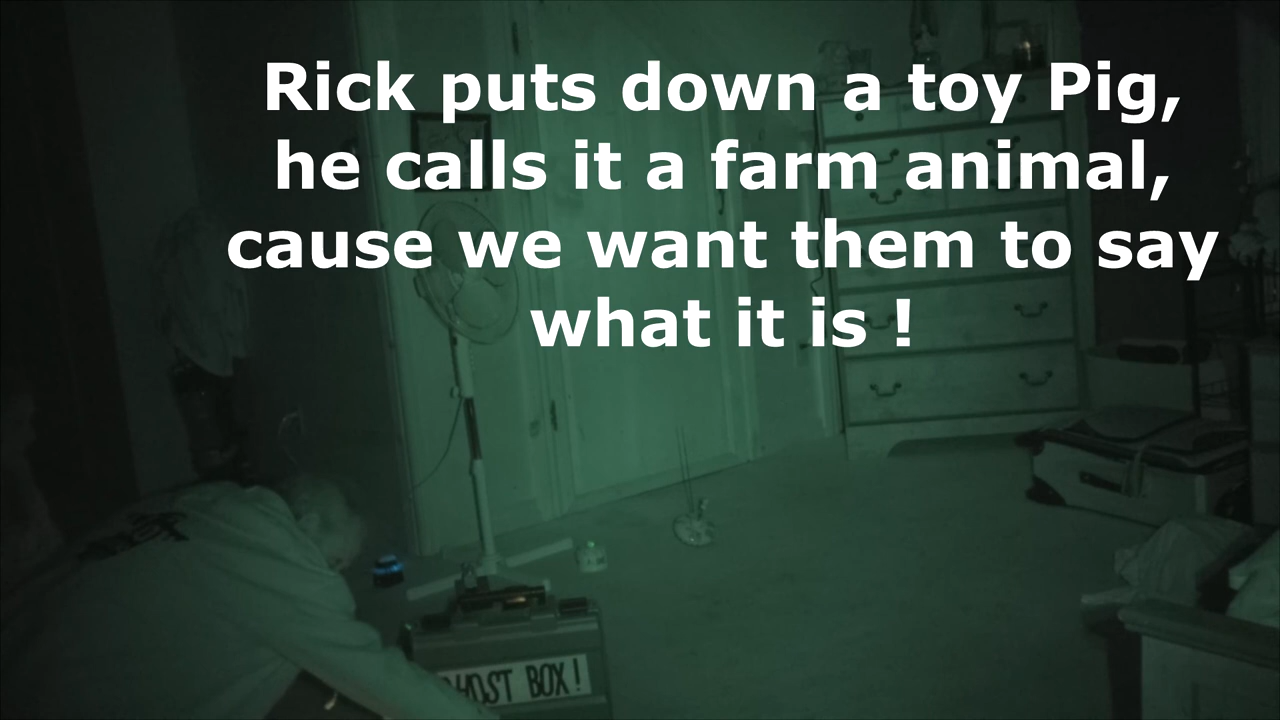 Rick puts down a toy Pig,
he calls it a farm animal,
cause we want them to say
what it is !
GHOST BOX!